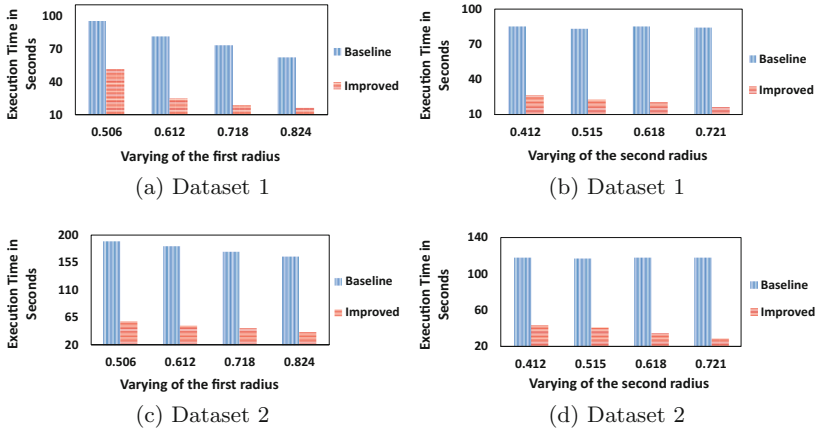 Execution Time in
Seconds
100
70
40
10
0.506 0.612 0.718 0.824
Varying of the first radius
Baseline
Improved
(a) Dataset 1
Execution Time in
Seconds
100
70
40
10
0.412 0.515 0.618 0.721
Varying of the second radius
Baseline
Improved
(b) Dataset 1
Execution Time in
Seconds
200
155
110
65
20
0.506 0.612 0.718 0.824
Varying of the first radius
Baseline
Improved
(c) Dataset 2
Execution Time in
Seconds
140
100
60
20
0.412 0.515 0.618 0.721
Varying of the second radius
Baseline
Improved
(d) Dataset 2